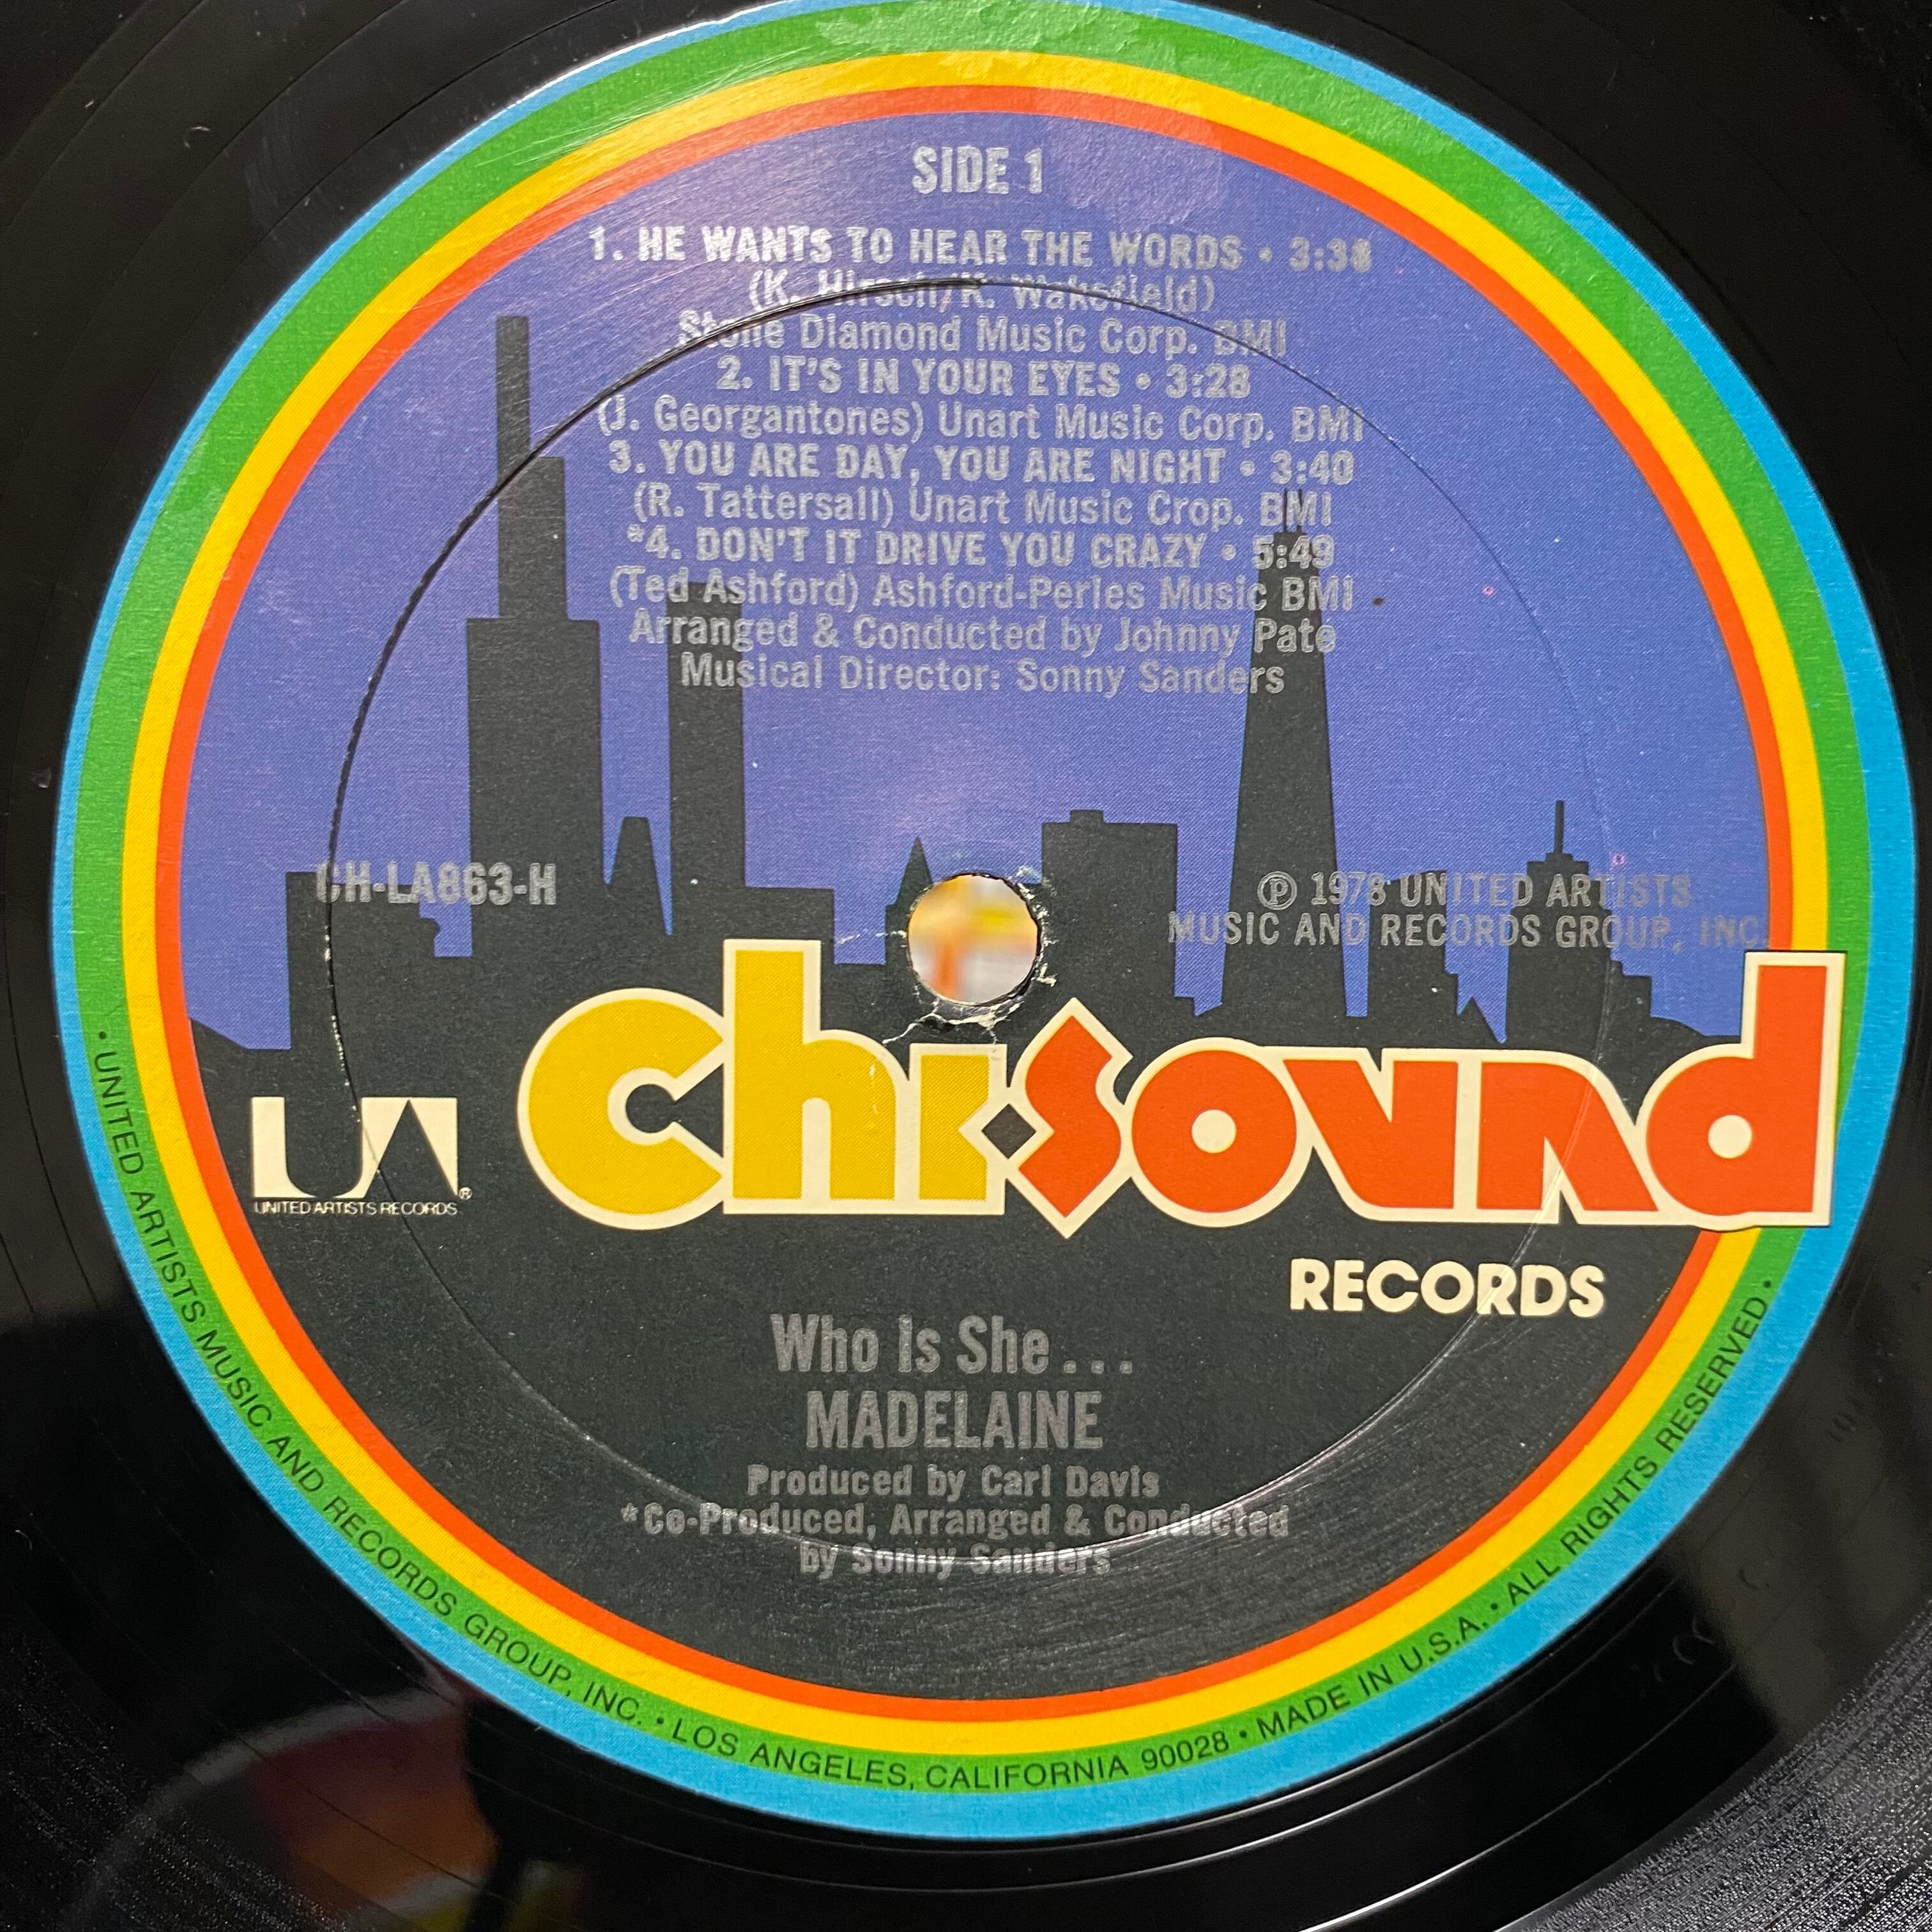 SIDE 1
1. HE WANTS TO HEAR THE WORDS • 3:38
(K. Hirsch/K. Wakefield)
Stone Diamond Music Corp. BMI
2. IT'S IN YOUR EYES • 3:28
(J. Georgantones) Unart Music Corp. BMI
3. YOU ARE DAY, YOU ARE NIGHT • 3:40
(R. Tattersall) Unart Music Crop. BMI
*4. DON'T IT DRIVE YOU CRAZY • 5:49
(Ted Ashford) Ashford-Perles Music BMI
Arranged & Conducted by Johnny Pate
Musical Director: Sonny Sanders
CH-LA863-H
℗ 1978 UNITED ARTISTS
MUSIC AND RECORDS GROUP, INC.
chi-sound
RECORDS
UA
UNITED ARTISTS RECORDS ®
Who Is She . . .
MADELAINE
Produced by Carl Davis
*Co-Produced, Arranged & Conducted
by Sonny Sanders
• UNITED ARTISTS MUSIC AND RECORDS GROUP, INC. • LOS ANGELES, CALIFORNIA 90028 • MADE IN U.S.A. • ALL RIGHTS RESERVED •